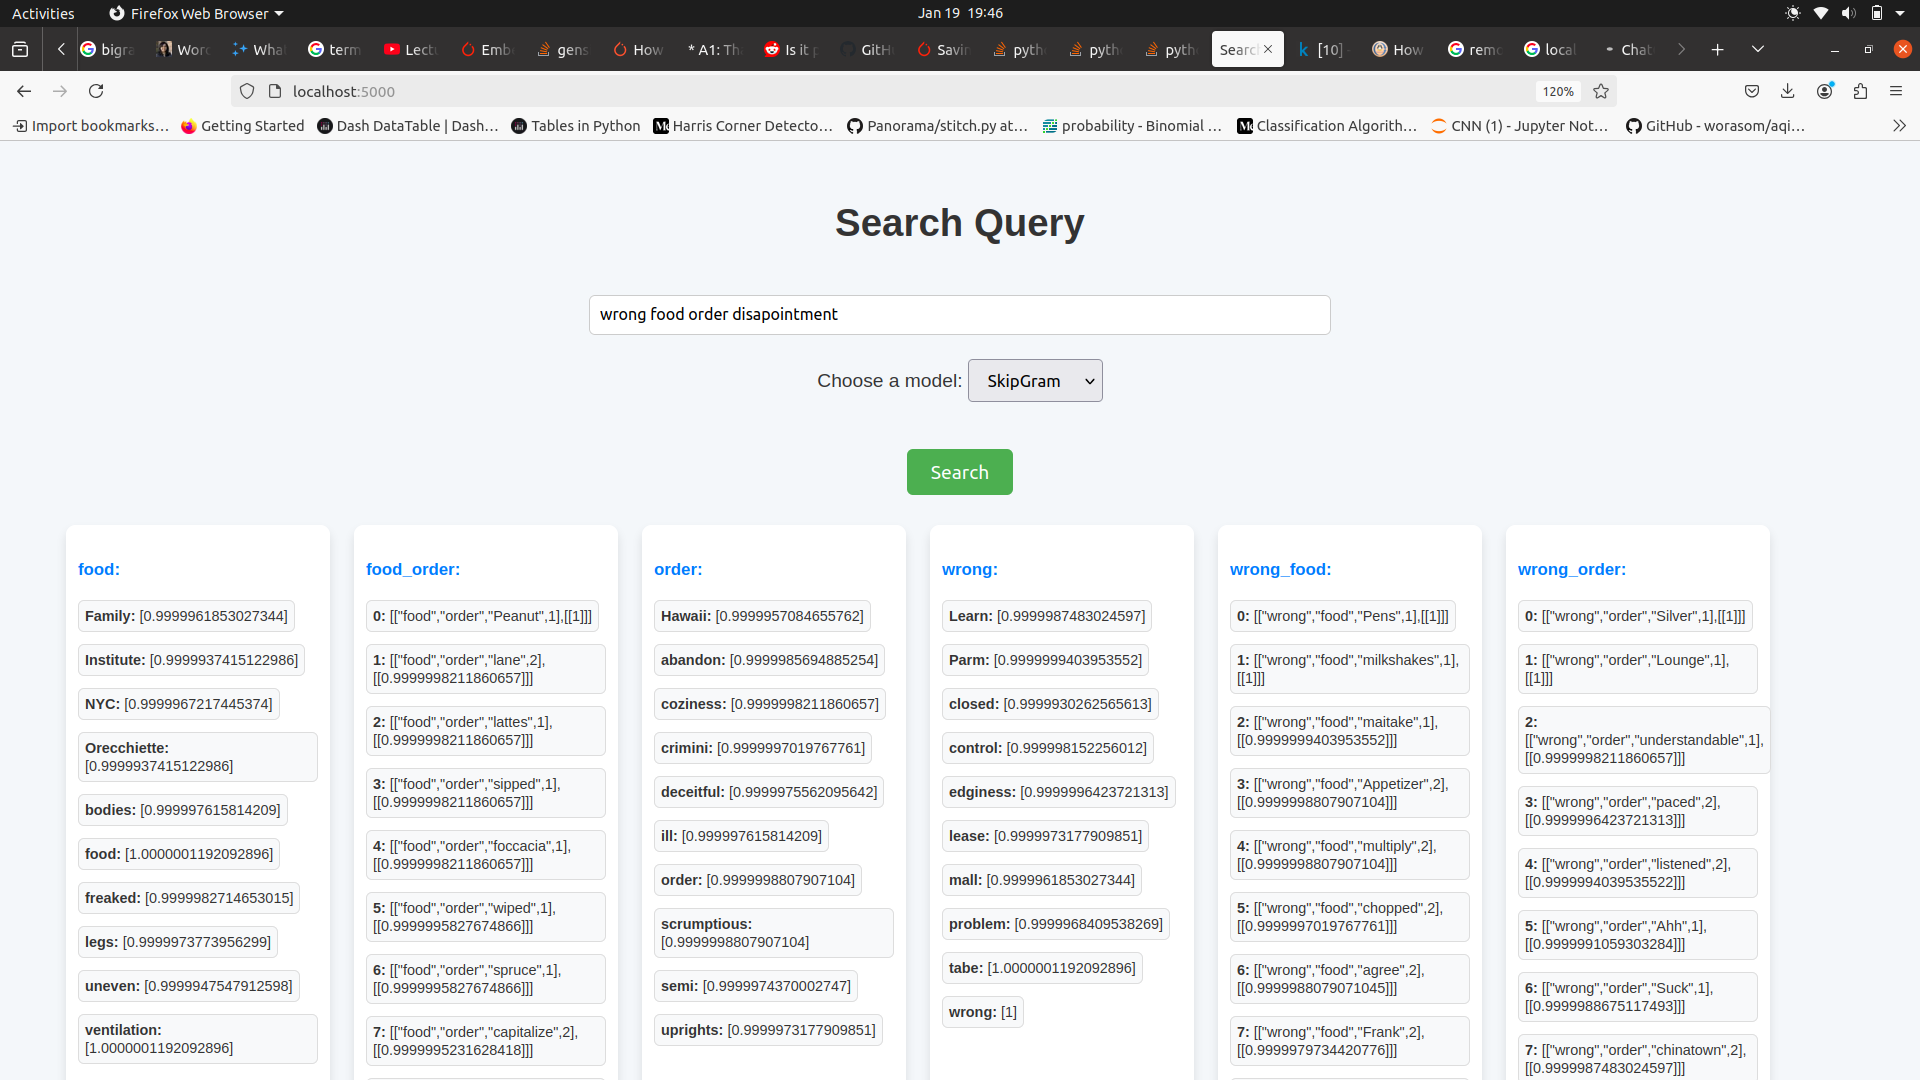 Activities
Firefox Web Browser
Jan 19 19:46
bigra
Word
What
term
Lectu
Embe
gens
How
* A1: Th
Is it p
GitH
Savin
pytho
pytho
pytho
Searc
[10]
How
remo
local
Chat
localhost:5000
120%
Import bookmarks...
Getting Started
Dash DataTable | Dash...
Tables in Python
Harris Corner Detecto...
Panorama/stitch.py at...
probability - Binomial ...
Classification Algorith...
CNN (1) - Jupyter Not...
GitHub - worasom/aqi...
Search Query
wrong food order disapointment
Choose a model: SkipGram
Search
food:
Family: [0.9999961853027344]
Institute: [0.9999937415122986]
NYC: [0.9999967217445374]
Orecchiette:
[0.9999937415122986]
bodies: [0.999997615814209]
food: [1.0000001192092896]
freaked: [0.9999982714653015]
legs: [0.9999973773956299]
uneven: [0.9999947547912598]
ventilation:
[1.0000001192092896]
food_order:
0: [["food","order","Peanut",1],[[1]]]
1: [["food","order","lane",2],
[[0.9999998211860657]]]
2: [["food","order","lattes",1],
[[0.9999998211860657]]]
3: [["food","order","sipped",1],
[[0.9999998211860657]]]
4: [["food","order","foccacia",1],
[[0.9999998211860657]]]
5: [["food","order","wiped",1],
[[0.9999995827674866]]]
6: [["food","order","spruce",1],
[[0.9999995827674866]]]
7: [["food","order","capitalize",2],
[[0.9999995231628418]]]
order:
Hawaii: [0.9999957084655762]
abandon: [0.9999985694885254]
coziness: [0.9999998211860657]
crimini: [0.9999997019767761]
deceitful: [0.9999975562095642]
ill: [0.999997615814209]
order: [0.9999998807907104]
scrumptious:
[0.9999998807907104]
semi: [0.9999974370002747]
uprights: [0.9999973177909851]
wrong:
Learn: [0.9999987483024597]
Parm: [0.9999999403953552]
closed: [0.9999930262565613]
control: [0.999998152256012]
edginess: [0.9999996423721313]
lease: [0.9999973177909851]
mall: [0.9999961853027344]
problem: [0.9999968409538269]
tabe: [1.0000001192092896]
wrong: [1]
wrong_food:
0: [["wrong","food","Pens",1],[[1]]]
1: [["wrong","food","milkshakes",1],
[[1]]]
2: [["wrong","food","maitake",1],
[[0.9999999403953552]]]
3: [["wrong","food","Appetizer",2],
[[0.9999998807907104]]]
4: [["wrong","food","multiply",2],
[[0.9999998807907104]]]
5: [["wrong","food","chopped",2],
[[0.9999997019767761]]]
6: [["wrong","food","agree",2],
[[0.9999988079071045]]]
7: [["wrong","food","Frank",2],
[[0.9999979734420776]]]
wrong_order:
0: [["wrong","order","Silver",1],[[1]]]
1: [["wrong","order","Lounge",1],
[[1]]]
2:
[["wrong","order","understandable",1],
[[0.9999998211860657]]]
3: [["wrong","order","paced",2],
[[0.9999996423721313]]]
4: [["wrong","order","listened",2],
[[0.9999994039535522]]]
5: [["wrong","order","Ahh",1],
[[0.9999991059303284]]]
6: [["wrong","order","Suck",1],
[[0.9999988675117493]]]
7: [["wrong","order","chinatown",2],
[[0.9999987483024597]]]